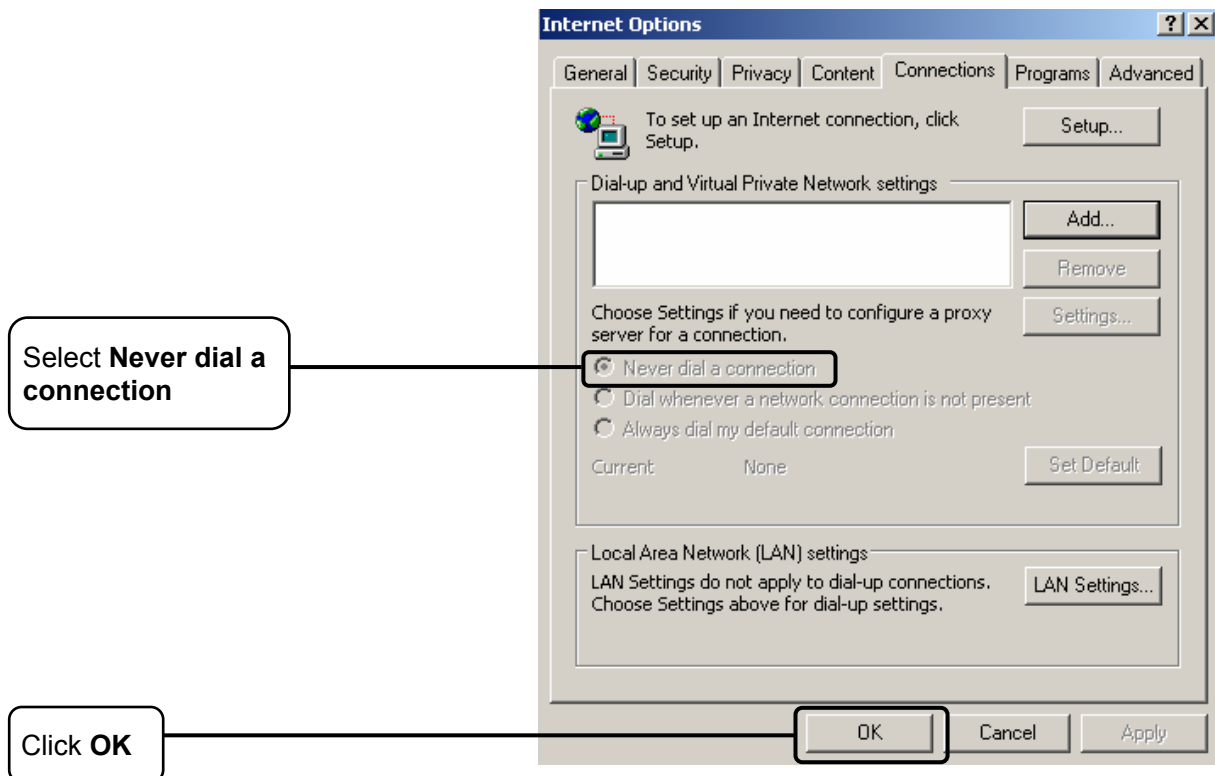 Internet Options
General Security Privacy Content Connections Programs Advanced
To set up an Internet connection, click
Setup.
Setup...
Dial-up and Virtual Private Network settings
Add...
Remove
Choose Settings if you need to configure a proxy
server for a connection.
Settings...
Select Never dial a
connection
Never dial a connection
Dial whenever a network connection is not present
Always dial my default connection
Current None
Set Default
Local Area Network (LAN) settings
LAN Settings do not apply to dial-up connections.
Choose Settings above for dial-up settings.
LAN Settings...
Click OK
OK Cancel Apply